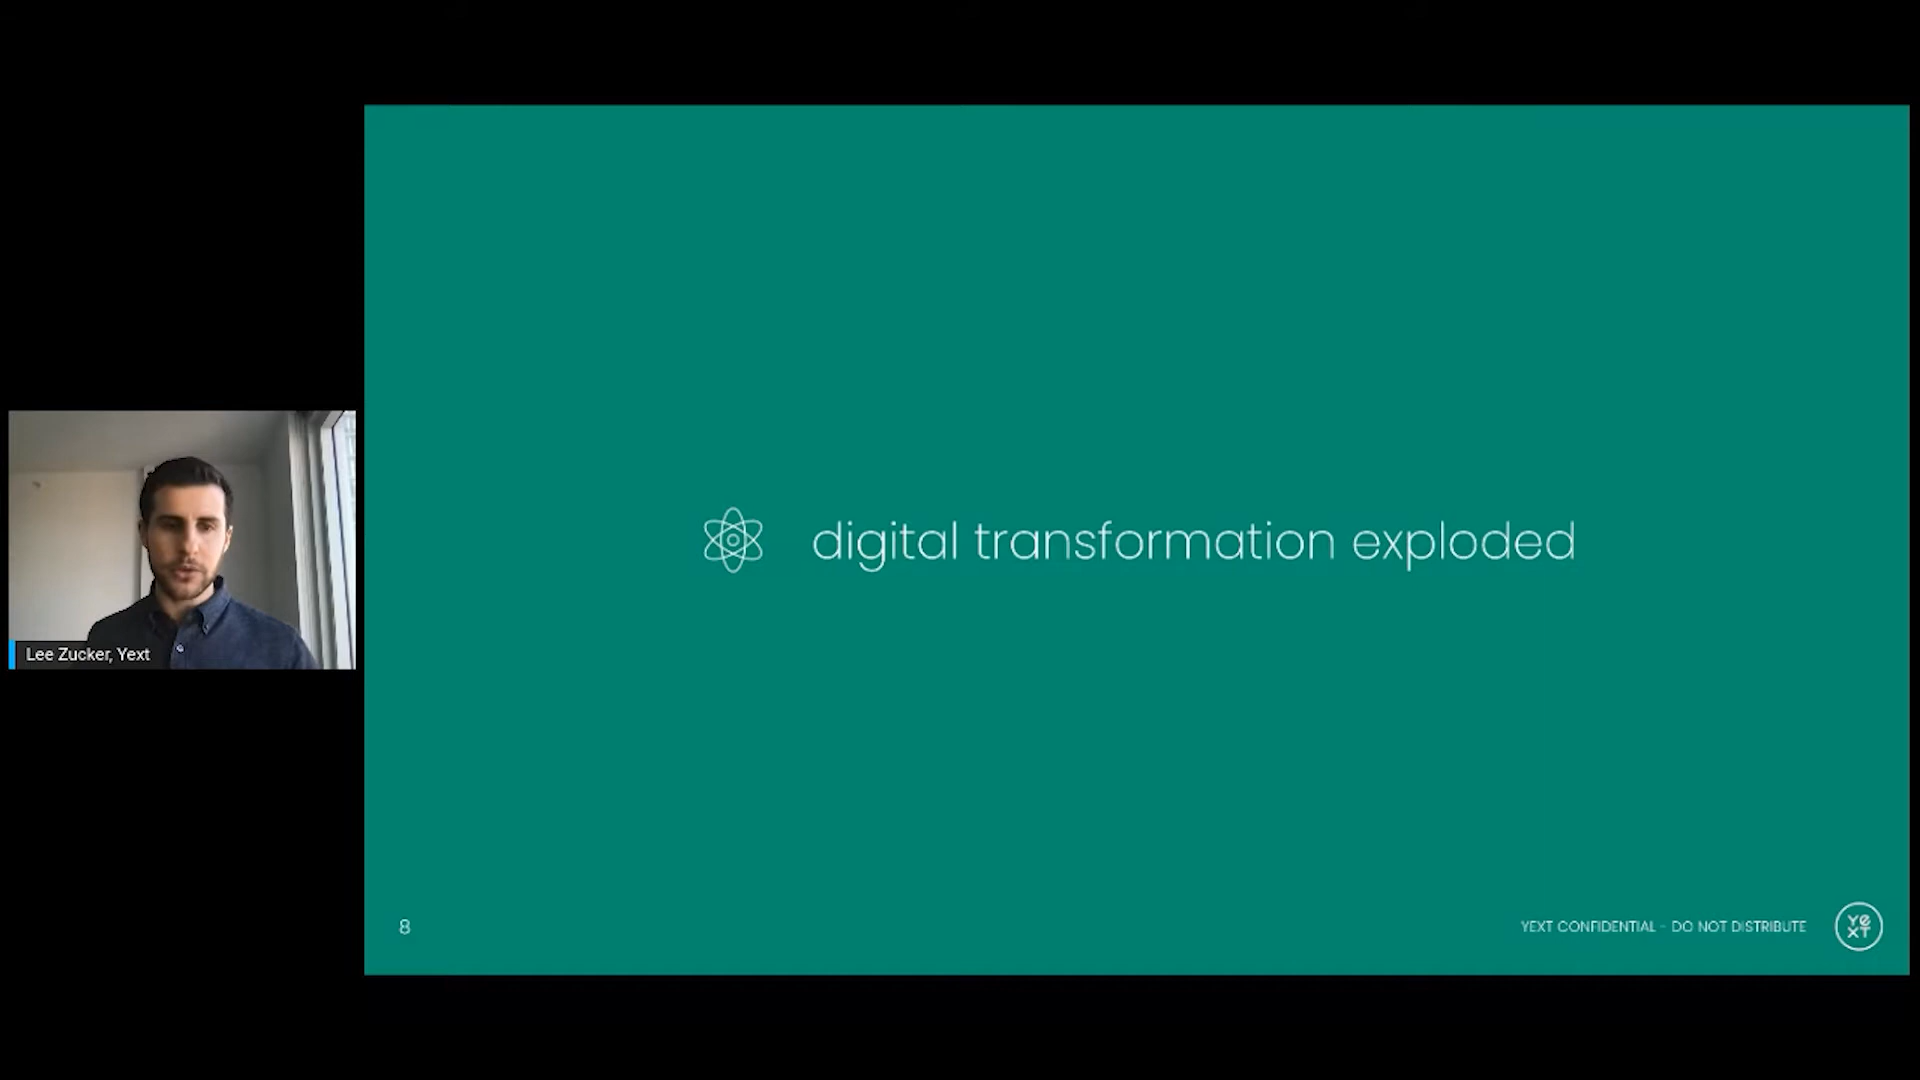 digital transformation exploded
Lee Zucker, Yext
8
YEXT CONFIDENTIAL - DO NOT DISTRIBUTE
YE
XT